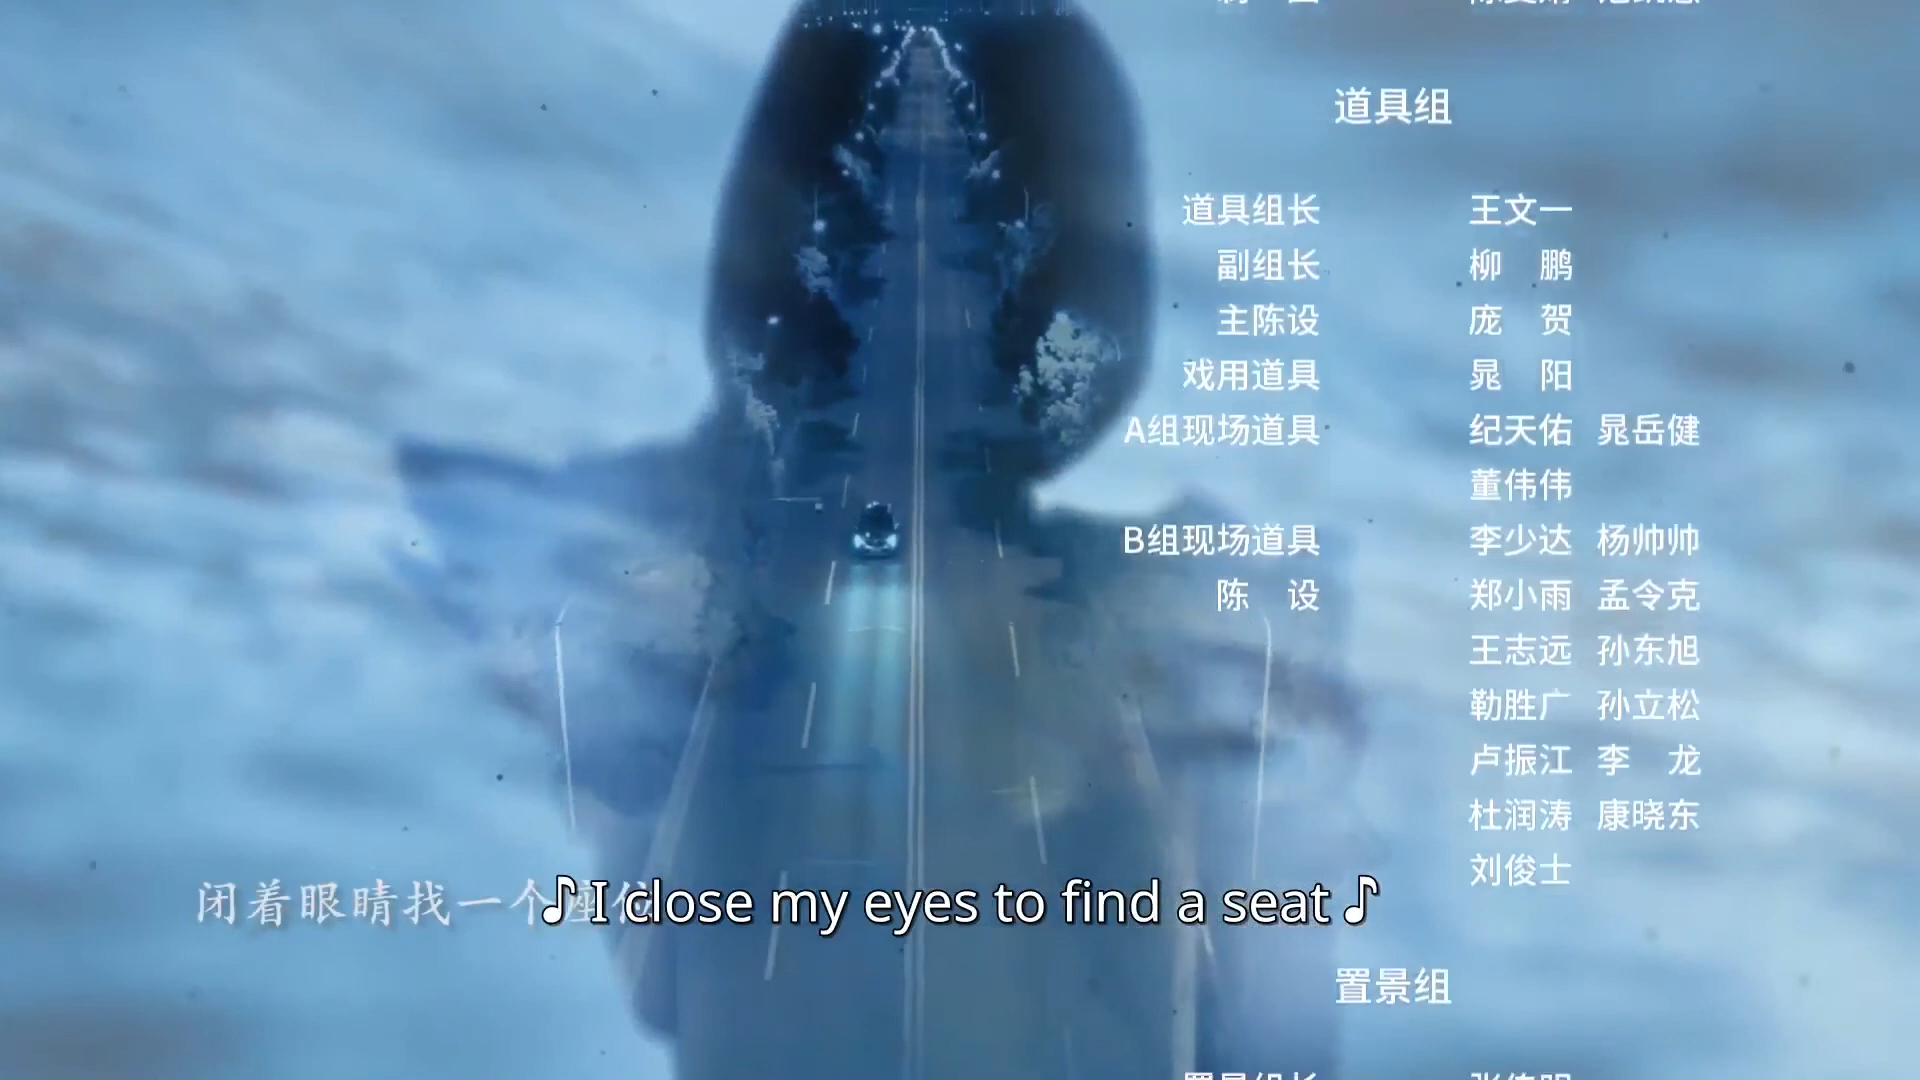 道具组
道具组长 王文一
副组长 柳 鹏
主陈设 庞 贺
戏用道具 晁 阳
A组现场道具 纪天佑 晁岳健
董伟伟
B组现场道具 李少达 杨帅帅
陈 设 郑小雨 孟令克
王志远 孙东旭
勒胜广 孙立松
卢振江 李 龙
杜润涛 康晓东
刘俊士
闭着眼睛找一个座位
♪I close my eyes to find a seat♪
置景组